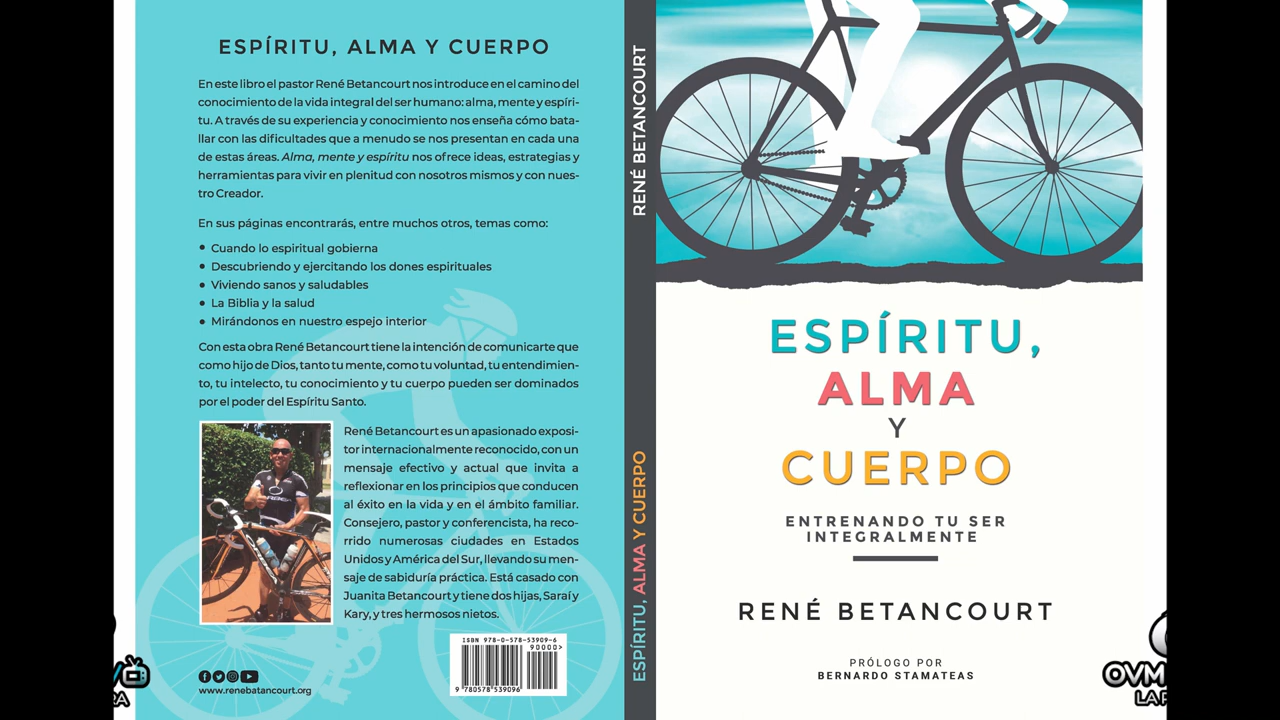 ESPÍRITU, ALMA Y CUERPO
En este libro el pastor René Betancourt nos introduce en el camino del
conocimiento de la vida integral del ser humano: alma, mente y espíri-
tu. A través de su experiencia y conocimiento nos enseña cómo bata-
llar con las dificultades que a menudo se nos presentan en cada una
de estas áreas. Alma, mente y espíritu nos ofrece ideas, estrategias y
herramientas para vivir en plenitud con nosotros mismos y con nues-
tro Creador.
En sus páginas encontrarás, entre muchos otros, temas como:
• Cuando lo espiritual gobierna
• Descubriendo y ejercitando los dones espirituales
• Viviendo sanos y saludables
• La Biblia y la salud
• Mirándonos en nuestro espejo interior
Con esta obra René Betancourt tiene la intención de comunicarte que
como hijo de Dios, tanto tu mente, como tu voluntad, tu entendimien-
to, tu intelecto, tu conocimiento y tu cuerpo pueden ser dominados
por el poder del Espíritu Santo.
René Betancourt es un apasionado exposi-
tor internacionalmente reconocido, con un
mensaje efectivo y actual que invita a
reflexionar en los principios que conducen
al éxito en la vida y en el ámbito familiar.
Consejero, pastor y conferencista, ha reco-
rrido numerosas ciudades en Estados
Unidos y América del Sur, llevando su men-
saje de sabiduría práctica. Está casado con
Juanita Betancourt y tiene dos hijas, Saraí y
Kary, y tres hermosos nietos.
ISBN 978-0-578-53909-6
90000>
9 780578 539096
www.renebatancourt.org
RENÉ BETANCOURT
ESPÍRITU, ALMA Y CUERPO
ESPÍRITU,
ALMA
Y
CUERPO
ENTRENANDO TU SER
INTEGRALMENTE
RENÉ BETANCOURT
PRÓLOGO POR
BERNARDO STAMATEAS
OVM